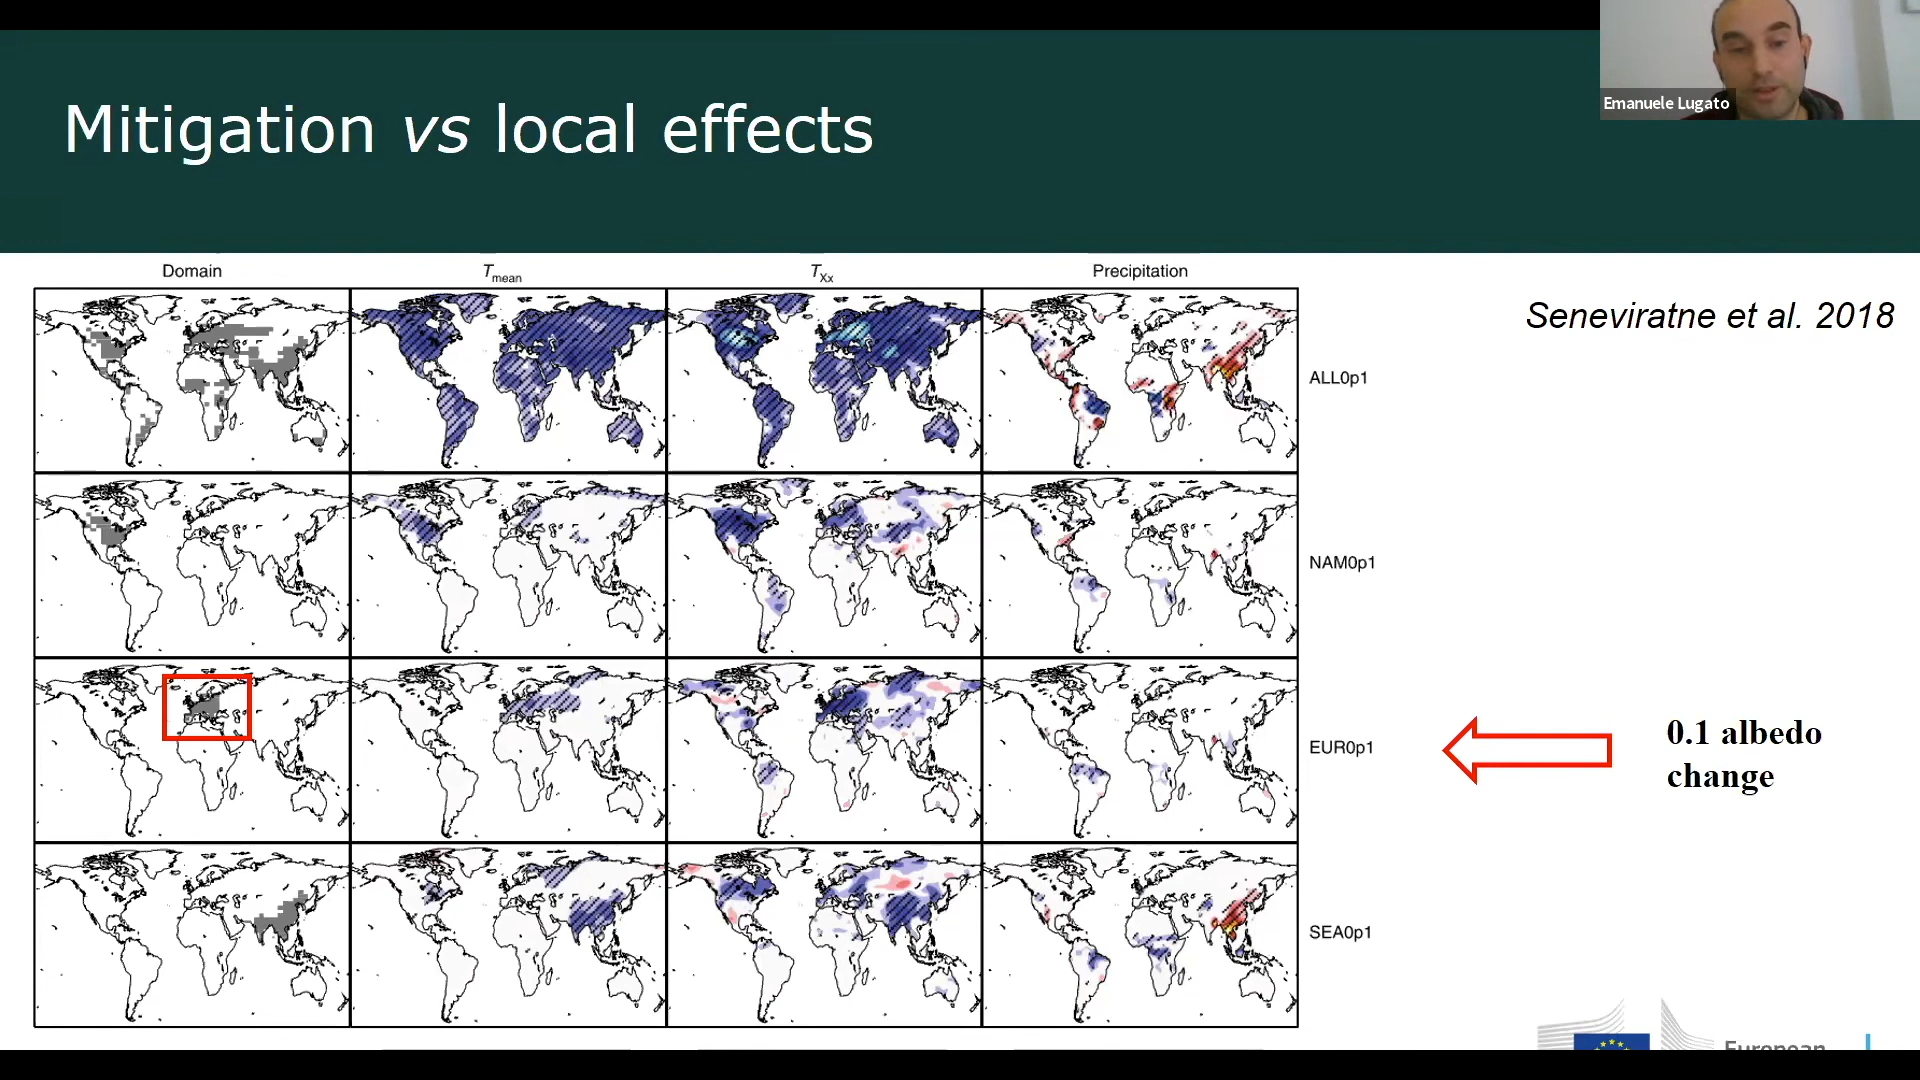 Emanuele Lugato
Mitigation vs local effects
Domain
Tmean
TXx
Precipitation
Seneviratne et al. 2018
ALL0p1
NAM0p1
EUR0p1
0.1 albedo
change
SEA0p1
European